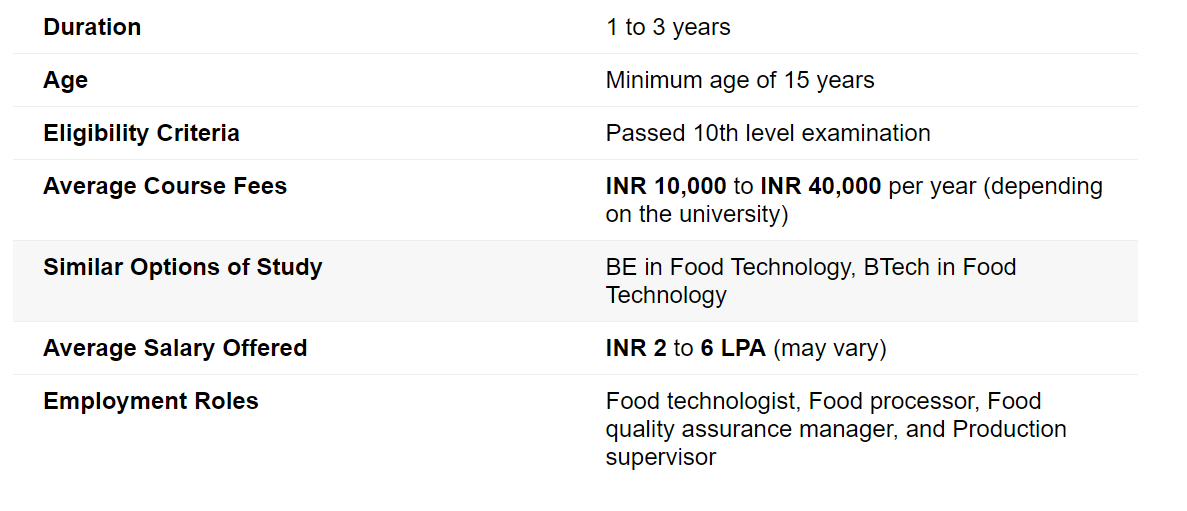 Duration 1 to 3 years
Age Minimum age of 15 years
Eligibility Criteria Passed 10th level examination
Average Course Fees INR 10,000 to INR 40,000 per year (depending
on the university)
Similar Options of Study BE in Food Technology, BTech in Food
Technology
Average Salary Offered INR 2 to 6 LPA (may vary)
Employment Roles Food technologist, Food processor, Food
quality assurance manager, and Production
supervisor